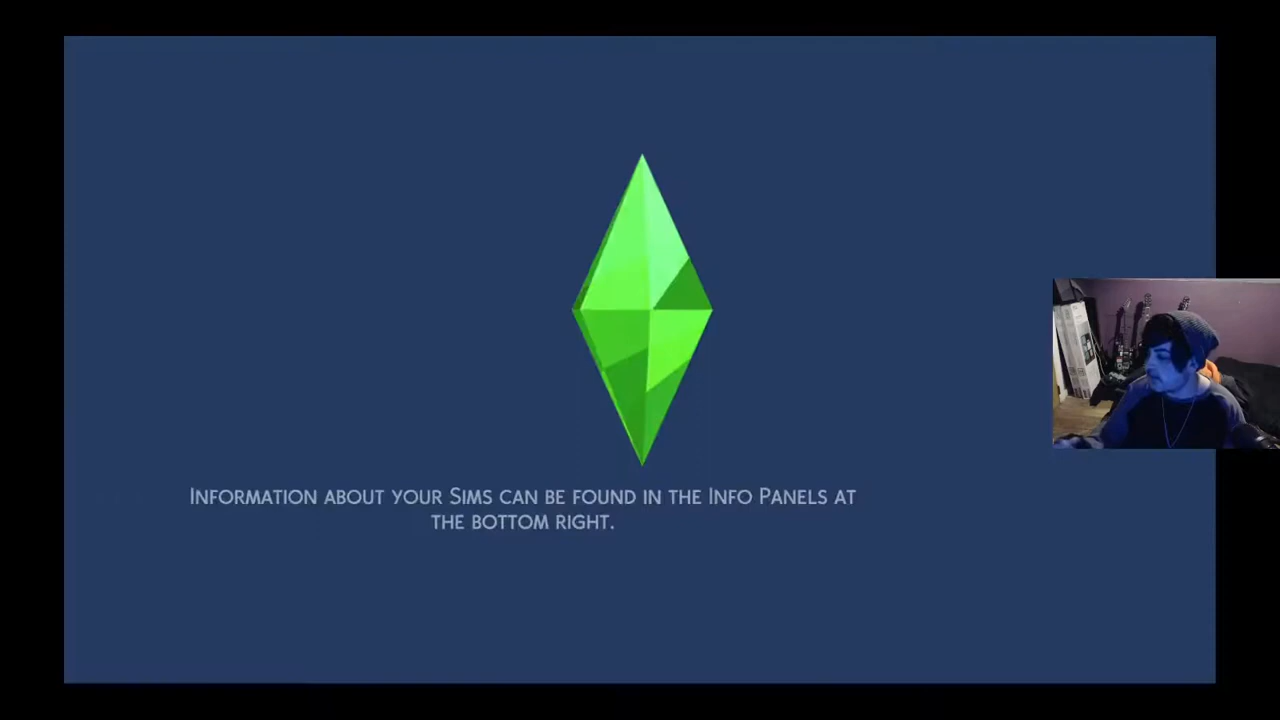 Information about your Sims can be found in the Info Panels at
the bottom right.